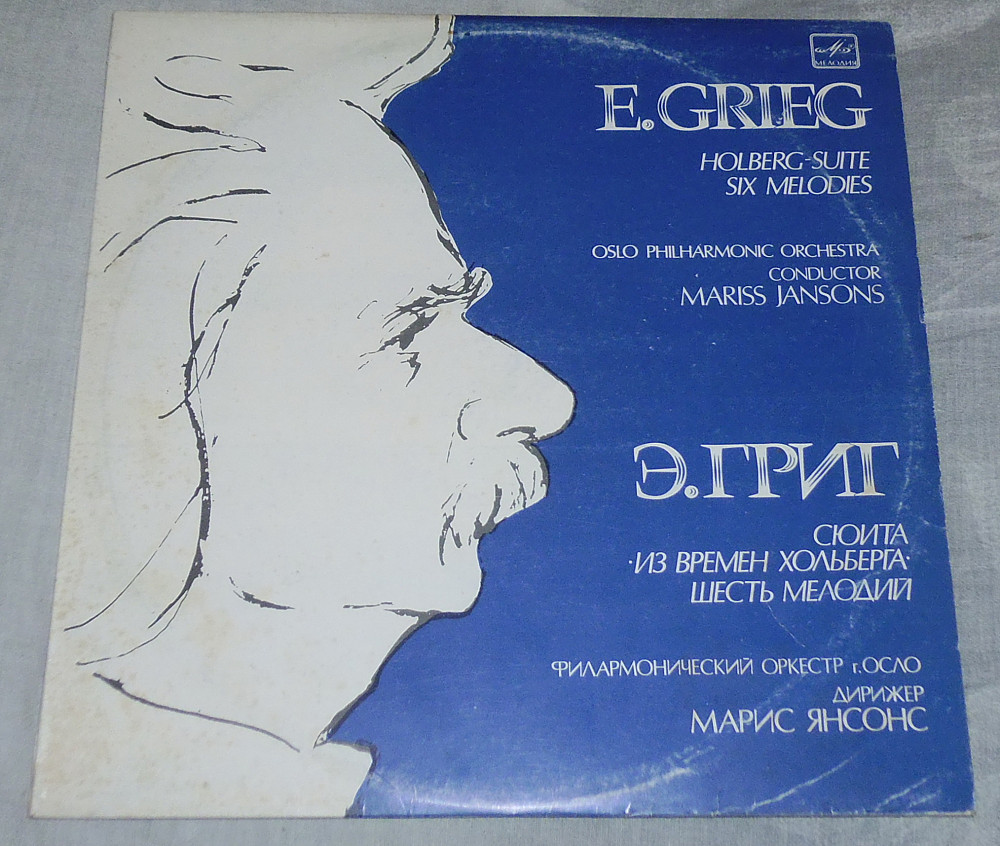 МЕЛОДИЯ
E.GRIEG
HOLBERG-SUITE
SIX MELODIES
OSLO PHILHARMONIC ORCHESTRA
CONDUCTOR
MARISS JANSONS
Э.ГРИГ
СЮИТА
·ИЗ ВРЕМЕН ХОЛЬБЕРГА·
ШЕСТЬ МЕЛОДИЙ
ФИЛАРМОНИЧЕСКИЙ ОРКЕСТР г.ОСЛО
ДИРИЖЕР
МАРИС ЯНСОНС